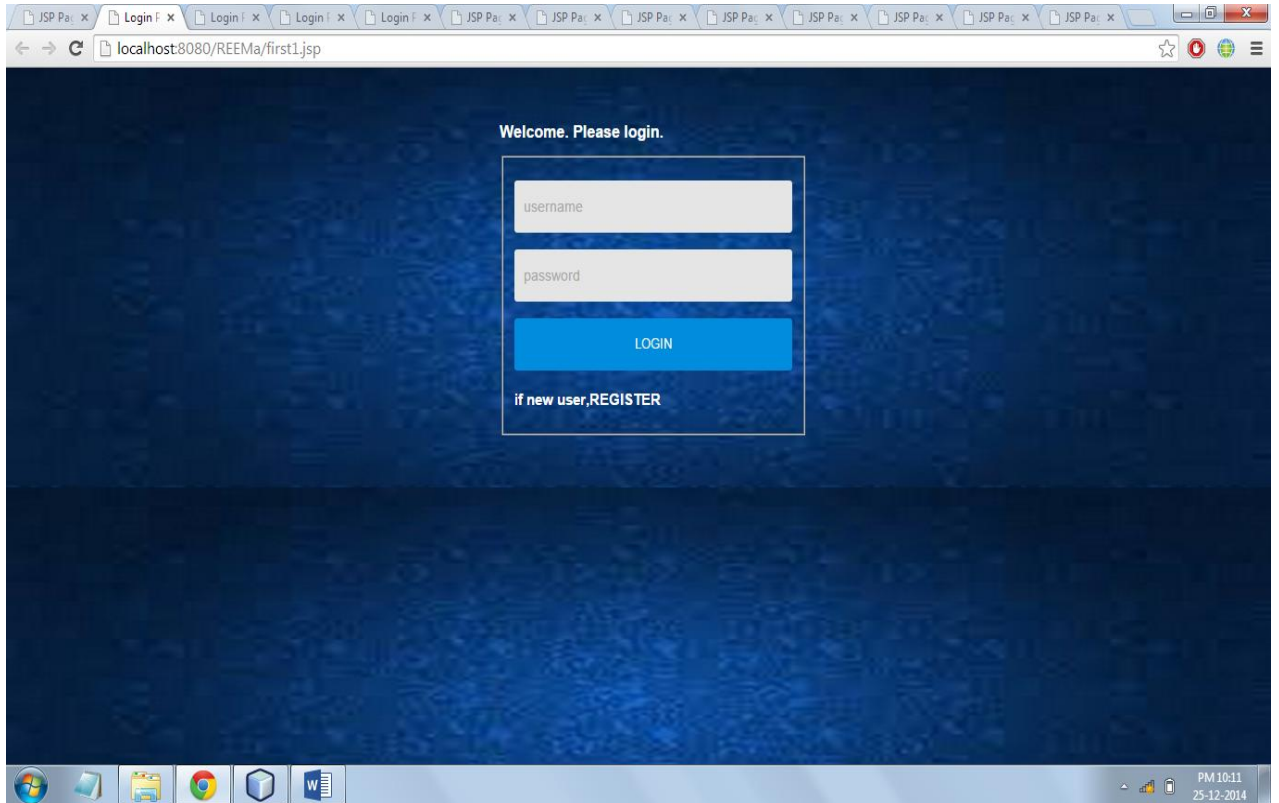 JSP Pag
Login P
Login P
Login P
Login P
JSP Pag
JSP Pag
JSP Pag
JSP Pag
JSP Pag
JSP Pag
JSP Pag
JSP Pag
localhost:8080/REEMa/first1.jsp
Welcome. Please login.
username
password
LOGIN
if new user,REGISTER
PM 10:11
25-12-2014